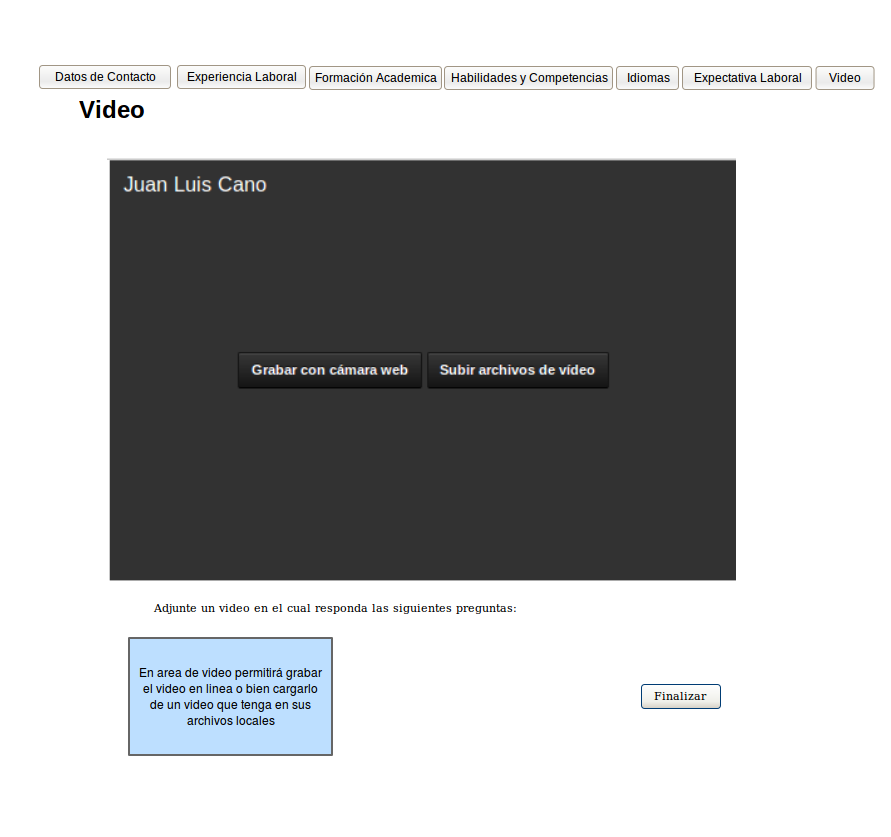 Datos de Contacto Experiencia Laboral Formación Academica Habilidades y Competencias Idiomas Expectativa Laboral Video
Video
Juan Luis Cano
Grabar con cámara web Subir archivos de vídeo
Adjunte un video en el cual responda las siguientes preguntas:
En area de video permitirá grabar
el video en linea o bien cargarlo
de un video que tenga en sus
archivos locales
Finalizar